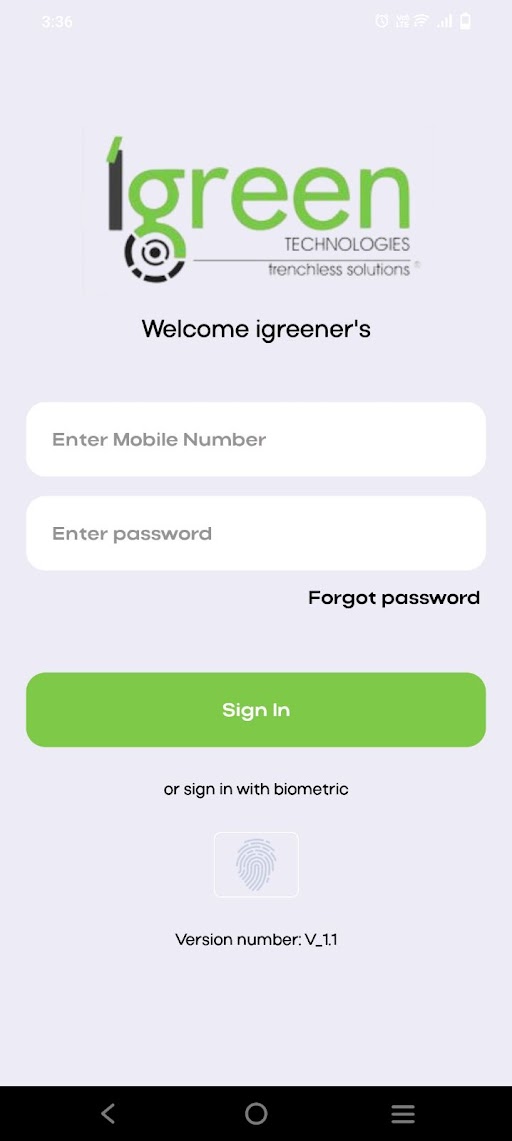 3:36
igreen
TECHNOLOGIES
trenchless solutions ®
Welcome igreener's
Enter Mobile Number
Enter password
Forgot password
Sign In
or sign in with biometric
Version number: V_1.1